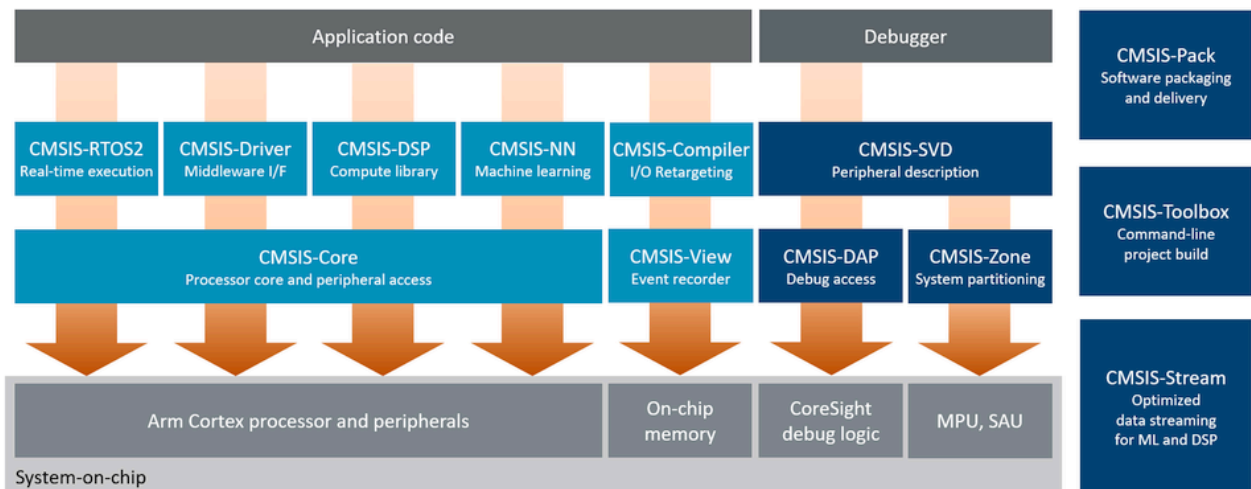 Application code
Debugger
CMSIS-RTOS2
Real-time execution
CMSIS-Driver
Middleware I/F
CMSIS-DSP
Compute library
CMSIS-NN
Machine learning
CMSIS-Compiler
I/O Retargeting
CMSIS-SVD
Peripheral description
CMSIS-Core
Processor core and peripheral access
CMSIS-View
Event recorder
CMSIS-DAP
Debug access
CMSIS-Zone
System partitioning
Arm Cortex processor and peripherals
On-chip
memory
CoreSight
debug logic
MPU, SAU
System-on-chip
CMSIS-Pack
Software packaging
and delivery
CMSIS-Toolbox
Command-line
project build
CMSIS-Stream
Optimized
data streaming
for ML and DSP